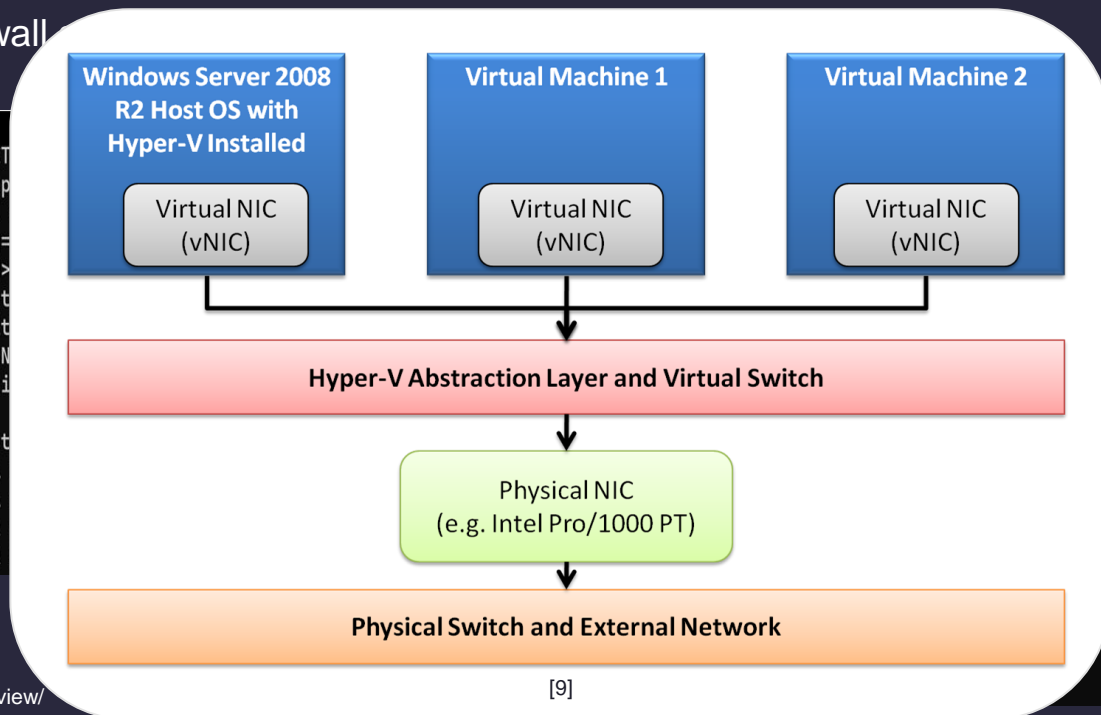 Windows Server 2008
R2 Host OS with
Hyper-V Installed
Virtual NIC
(vNIC)
Virtual Machine 1
Virtual NIC
(vNIC)
Virtual Machine 2
Virtual NIC
(vNIC)
Hyper-V Abstraction Layer and Virtual Switch
Physical NIC
(e.g. Intel Pro/1000 PT)
Physical Switch and External Network
[9]
view/